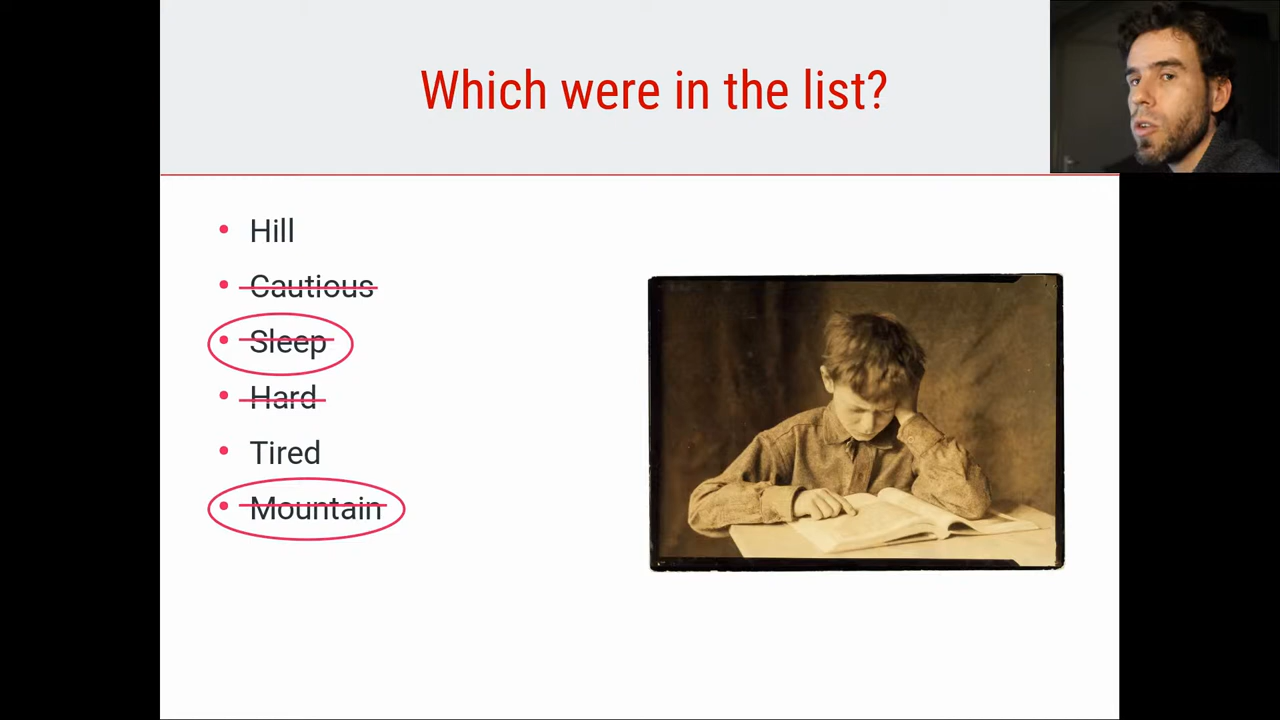 Which were in the list?
Hill
Cautious
Sleep
Hard
Tired
Mountain